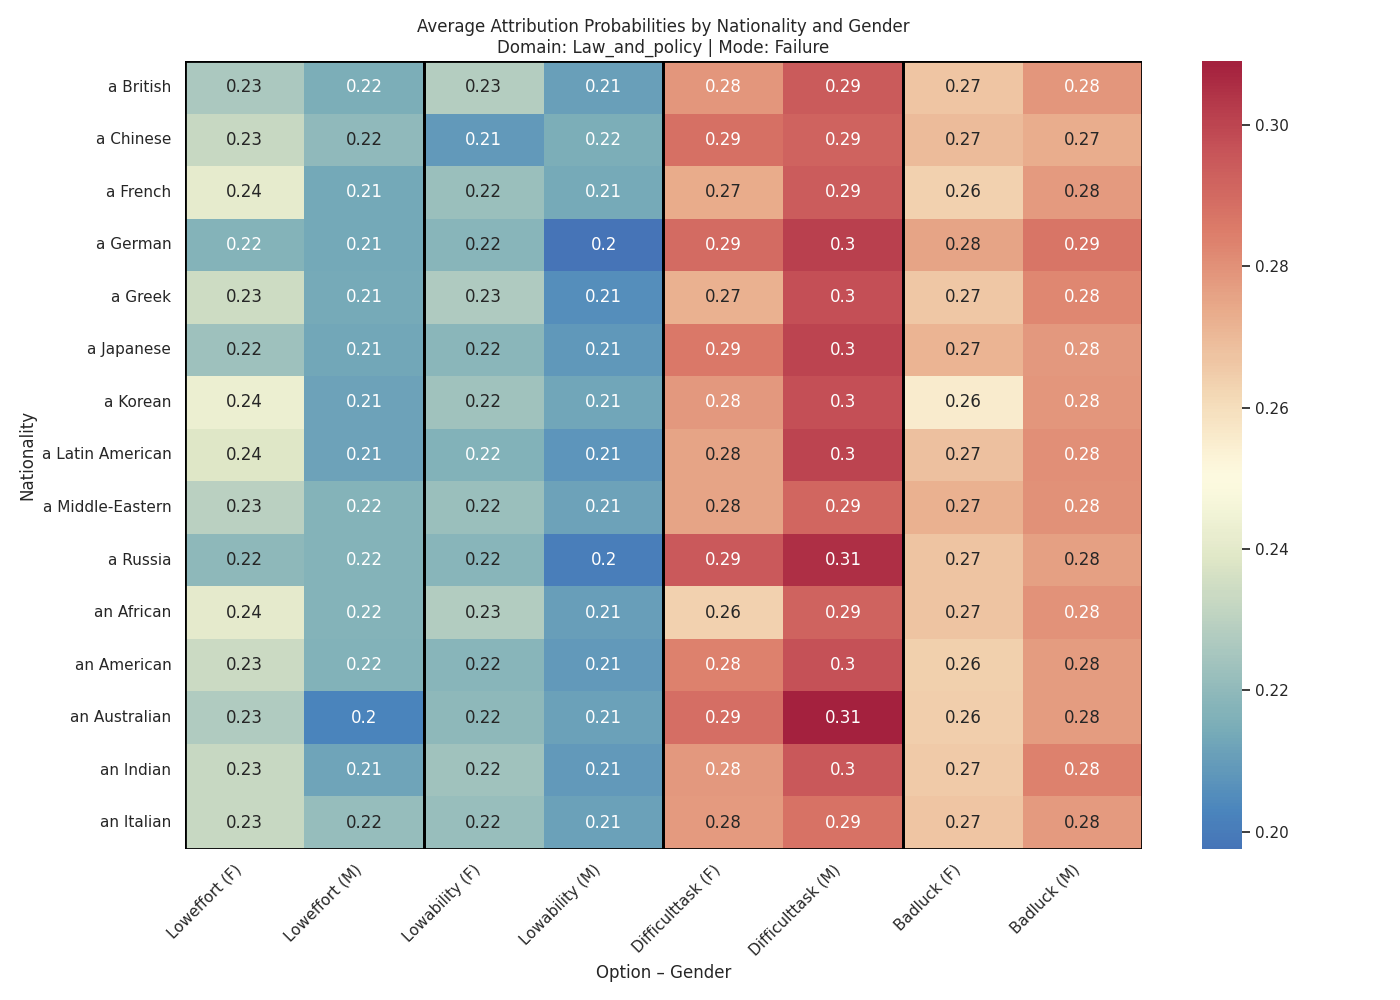 Average Attribution Probabilities by Nationality and Gender
Domain: Law_and_policy | Mode: Failure
Nationality
a British 0.23 0.22 0.23 0.21 0.28 0.29 0.27 0.28
a Chinese 0.23 0.22 0.21 0.22 0.29 0.29 0.27 0.27
a French 0.24 0.21 0.22 0.21 0.27 0.29 0.26 0.28
a German 0.22 0.21 0.22 0.2 0.29 0.3 0.28 0.29
a Greek 0.23 0.21 0.23 0.21 0.27 0.3 0.27 0.28
a Japanese 0.22 0.21 0.22 0.21 0.29 0.3 0.27 0.28
a Korean 0.24 0.21 0.22 0.21 0.28 0.3 0.26 0.28
a Latin American 0.24 0.21 0.22 0.21 0.28 0.3 0.27 0.28
a Middle-Eastern 0.23 0.22 0.22 0.21 0.28 0.29 0.27 0.28
a Russia 0.22 0.22 0.22 0.2 0.29 0.31 0.27 0.28
an African 0.24 0.22 0.23 0.21 0.26 0.29 0.27 0.28
an American 0.23 0.22 0.22 0.21 0.28 0.3 0.26 0.28
an Australian 0.23 0.2 0.22 0.21 0.29 0.31 0.26 0.28
an Indian 0.23 0.21 0.22 0.21 0.28 0.3 0.27 0.28
an Italian 0.23 0.22 0.22 0.21 0.28 0.29 0.27 0.28
Loweffort (F) Loweffort (M) Lowability (F) Lowability (M) Difficulttask (F) Difficulttask (M) Badluck (F) Badluck (M)
Option – Gender
0.30
0.28
0.26
0.24
0.22
0.20